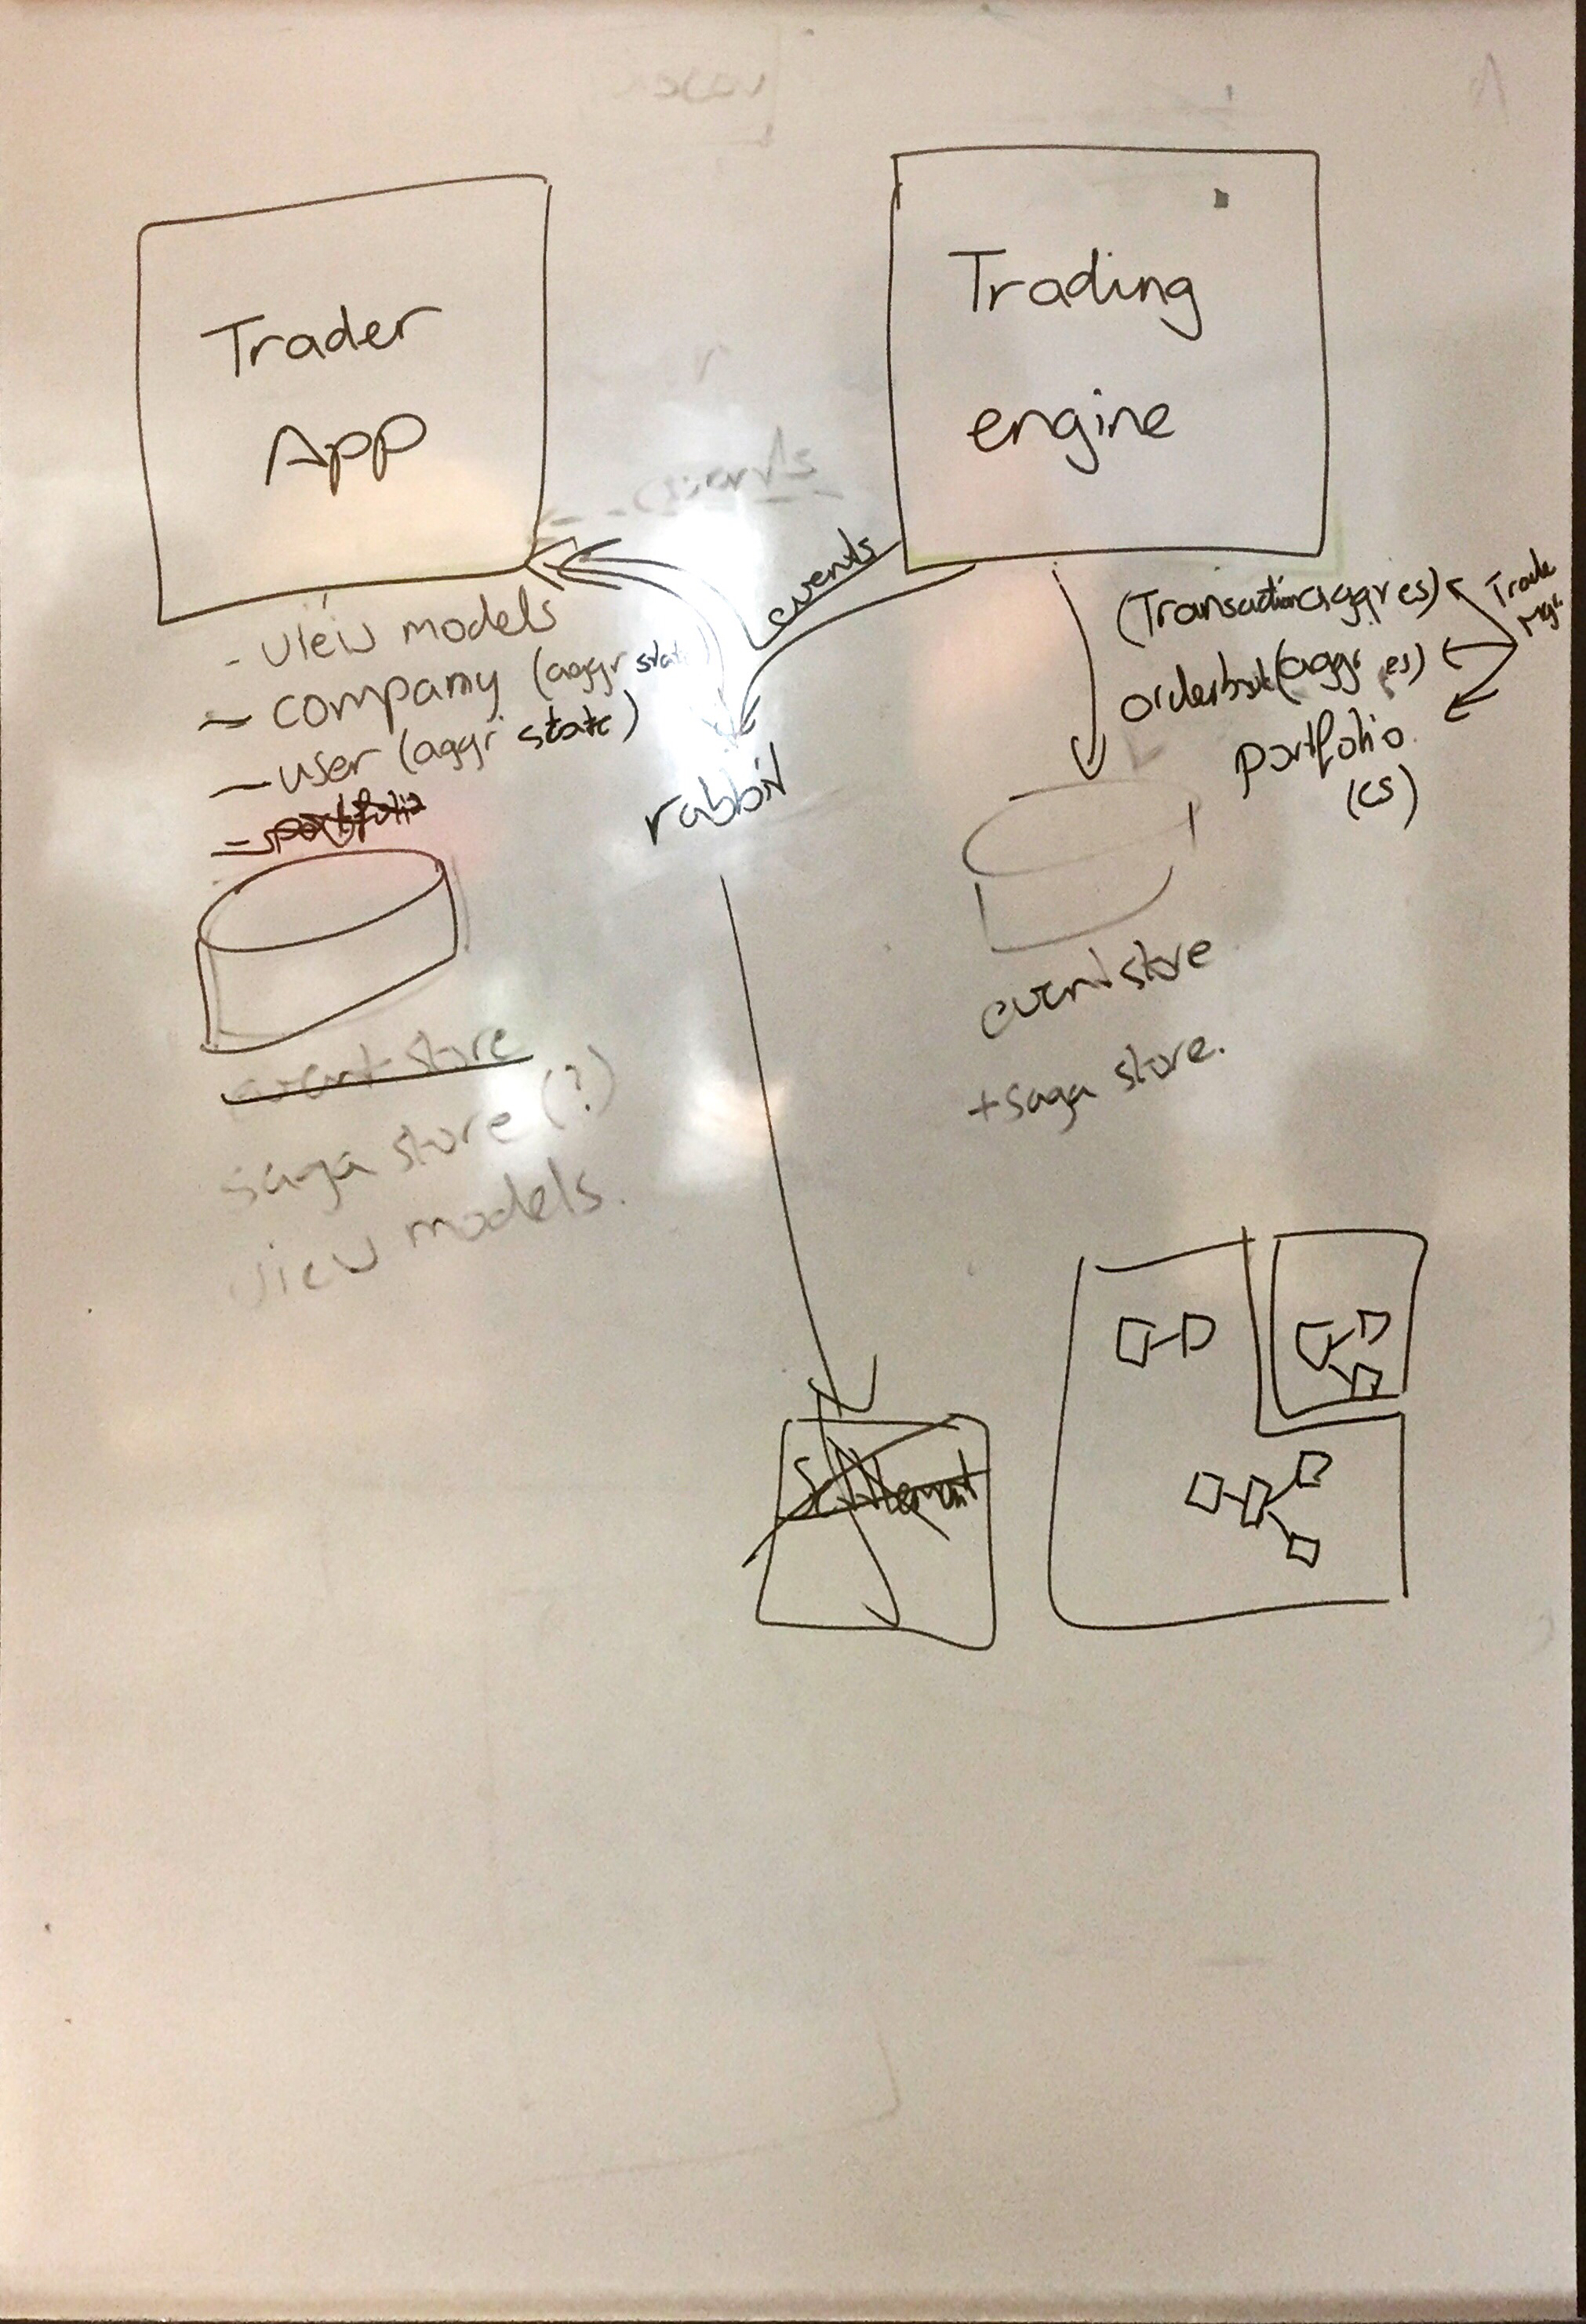 Trader
App
Trading
engine
events
events
- view models
- company (aggr state)
- user (aggr state)
- portfolio
rabbit
(Transaction(aggr es)
orderbook(aggr es)
portfolio
(es)
Trade
Mgr.
event store
saga store (?)
view models.
event store
+ saga store.
Settlement